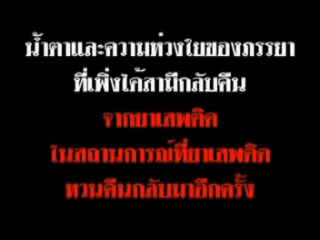 น้ำตาและความห่วงใยของภรรยา
ที่เพิ่งได้สามีกลับคืน
จากยาเสพติด
ในสถานการณ์ที่ยาเสพติด
หวนคืนกลับมาอีกครั้ง